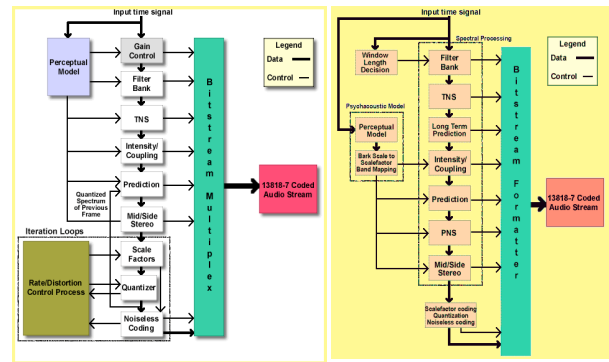 Input time signal
Perceptual
Model
Gain
Control
Legend
Data
Control
Filter
Bank
TNS
Intensity/
Coupling
Quantized
Spectrum
of Previous
Frame
Prediction
Mid/Side
Stereo
Iteration Loops
Scale
Factors
Rate/Distortion
Control Process
Quantizer
Noiseless
Coding
Bitstream Multiplex
13818-7 Coded
Audio Stream
Input time signal
Spectral Processing
Window
Length
Decision
Filter
Bank
Legend
Data
Control
TNS
Psychacoustic Model
Perceptual
Model
Long Term
Prediction
Bark Scale to
Scalefactor
Band Mapping
Intensity/
Coupling
Prediction
PNS
Mid/Side
Stereo
Scalefactor coding
Quantization
Noiseless coding
Bitstream Formatter
13818-7 Coded
Audio Stream